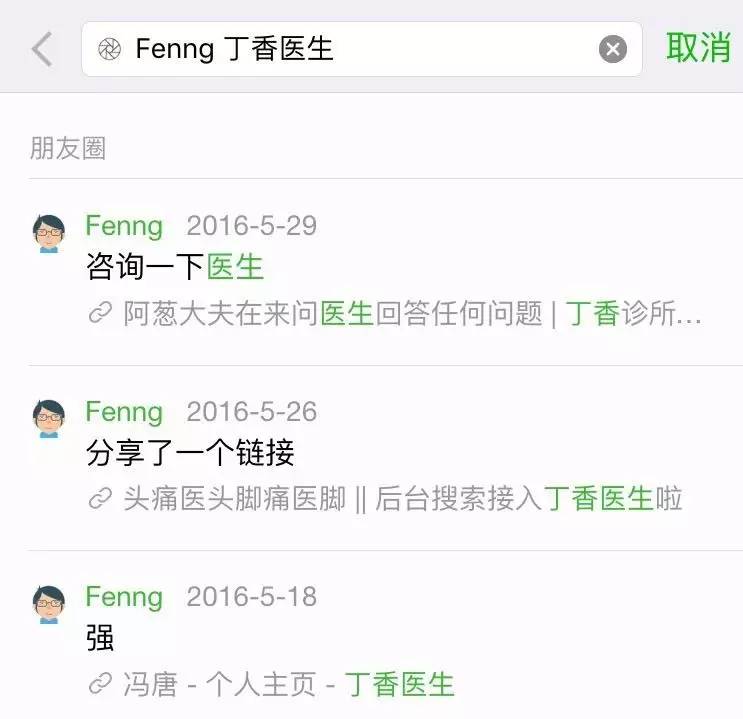 Fenng 丁香医生
取消
朋友圈
Fenng 2016-5-29
咨询一下医生
阿葱大夫在来问医生回答任何问题 | 丁香诊所...
Fenng 2016-5-26
分享了一个链接
头痛医头脚痛医脚 || 后台搜索接入丁香医生啦
Fenng 2016-5-18
强
冯唐 - 个人主页 - 丁香医生